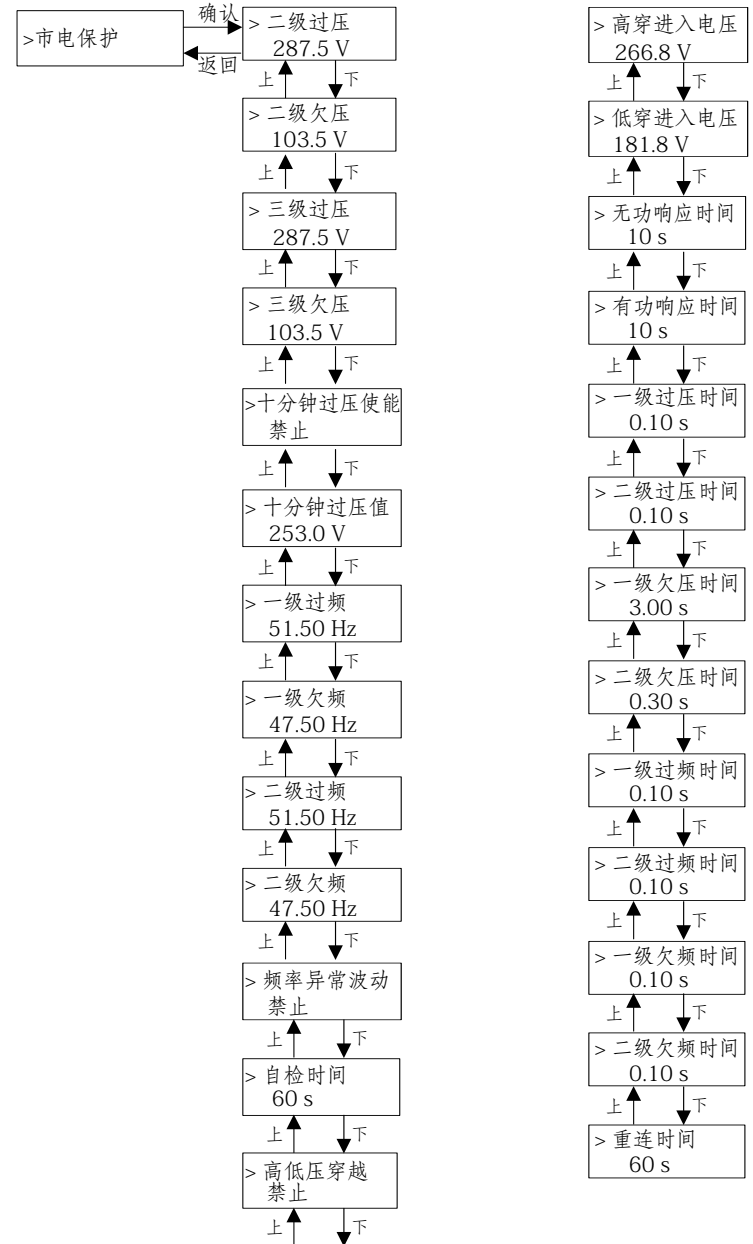 >市电保护
确认
返回
> 二级过压
287.5 V
上
下
> 二级欠压
103.5 V
上
下
> 三级过压
287.5 V
上
下
> 三级欠压
103.5 V
上
下
>十分钟过压使能
禁止
上
下
> 十分钟过压值
253.0 V
上
下
> 一级过频
51.50 Hz
上
下
> 一级欠频
47.50 Hz
上
下
> 二级过频
51.50 Hz
上
下
> 二级欠频
47.50 Hz
上
下
> 频率异常波动
禁止
上
下
> 自检时间
60 s
上
下
> 高低压穿越
禁止
上
下
> 高穿进入电压
266.8 V
上
下
> 低穿进入电压
181.8 V
上
下
> 无功响应时间
10 s
上
下
> 有功响应时间
10 s
上
下
> 一级过压时间
0.10 s
上
下
> 二级过压时间
0.10 s
上
下
> 一级欠压时间
3.00 s
上
下
> 二级欠压时间
0.30 s
上
下
> 一级过频时间
0.10 s
上
下
> 二级过频时间
0.10 s
上
下
> 一级欠频时间
0.10 s
上
下
> 二级欠频时间
0.10 s
上
下
> 重连时间
60 s